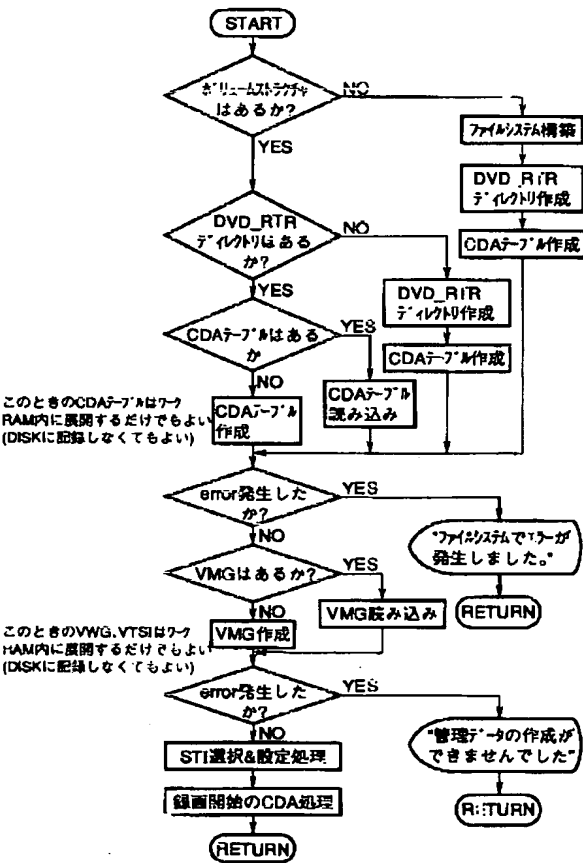 START
ボリュームストラクチャ
はあるか?
NO
YES
ファイルシステム構築
DVD_RTR
ディレクトリ作成
CDAテーブル作成
DVD_RTR
ディレクトリはある
か?
NO
YES
DVD_RTR
ディレクトリ作成
CDAテーブル作成
CDAテーブルはある
か
YES
NO
CDAテーブル
読み込み
このときのCDAテーブルはワーク
RAM内に展開するだけでもよい
(DISKに記録しなくてもよい)
CDAテーブル
作成
error発生した
か?
YES
NO
"ファイルシステムでエラーが
発生しました。"
RETURN
VMGはあるか?
YES
NO
VMG読み込み
このときのVWG,VTSIはワーク
RAM内に展開するだけでもよい
(DISKに記録しなくてもよい)
VMG作成
error発生した
か?
YES
NO
"管理データの作成が
できませんでした"
RETURN
STI選択&設定処理
録画開始のCDA処理
RETURN